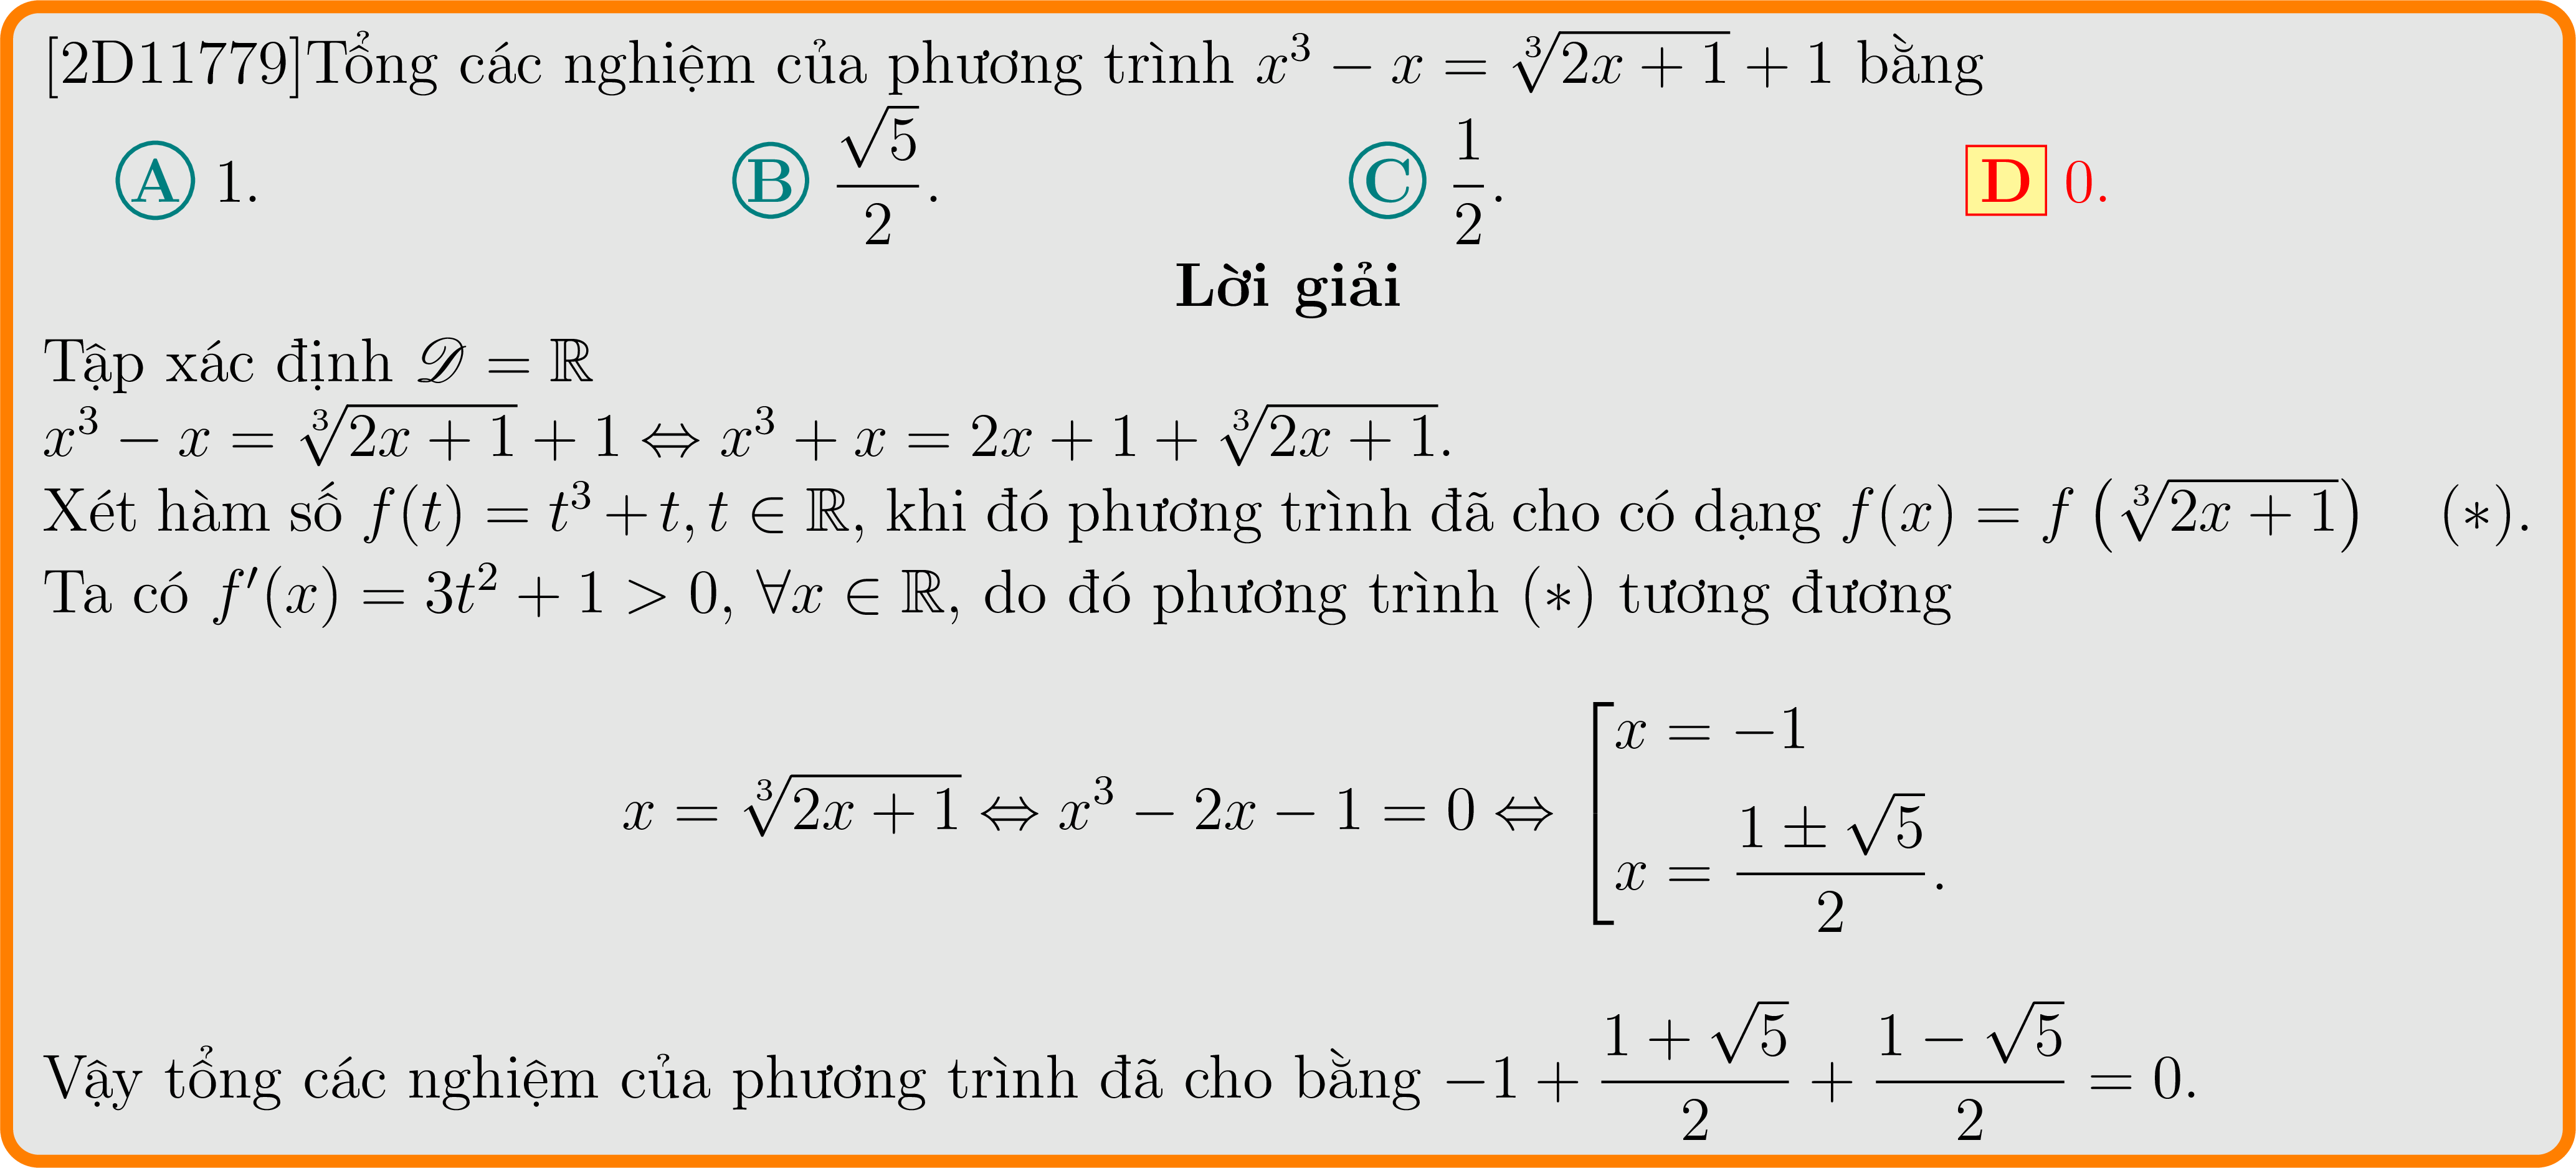 [2D11779]Tổng các nghiệm của phương trình $x^3 - x = \sqrt[3]{2x+1} + 1$ bằng
Ⓐ 1. Ⓑ $\dfrac{\sqrt{5}}{2}$. Ⓒ $\dfrac{1}{2}$. D 0.
Lời giải
Tập xác định $\mathscr{D} = \mathbb{R}$
$x^3 - x = \sqrt[3]{2x+1} + 1 \Leftrightarrow x^3 + x = 2x + 1 + \sqrt[3]{2x+1}$.
Xét hàm số $f(t) = t^3 + t, t \in \mathbb{R}$, khi đó phương trình đã cho có dạng $f(x) = f\left(\sqrt[3]{2x+1}\right)$ (∗).
Ta có $f'(x) = 3t^2 + 1 > 0, \forall x \in \mathbb{R}$, do đó phương trình (∗) tương đương
$x = \sqrt[3]{2x+1} \Leftrightarrow x^3 - 2x - 1 = 0 \Leftrightarrow \left[\begin{array}{l} x = -1 \\ x = \dfrac{1 \pm \sqrt{5}}{2}. \end{array}\right.$
Vậy tổng các nghiệm của phương trình đã cho bằng $-1 + \dfrac{1+\sqrt{5}}{2} + \dfrac{1-\sqrt{5}}{2} = 0$.